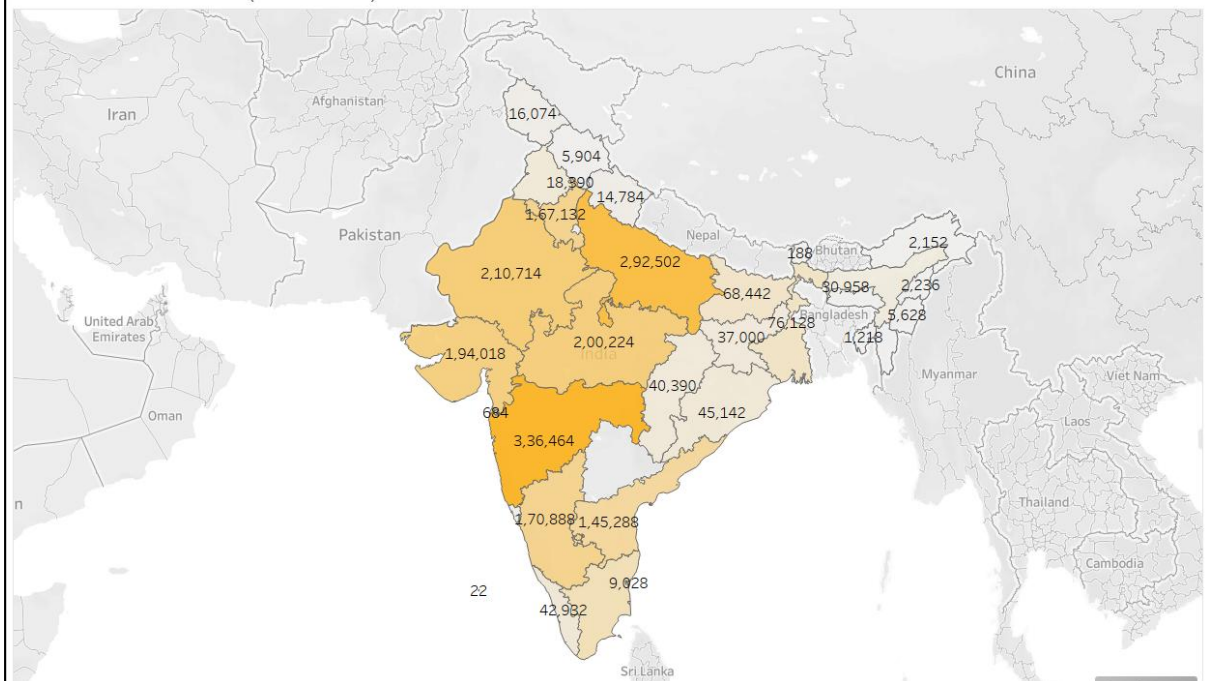 China
Afghanistan
Iran
16,074
5,904
18,390
14,784
1,67,132
Pakistan
Nepal
2,92,502
188
Bhutan
2,152
2,10,714
68,442
30,958
2,236
United Arab
Emirates
76,128
Bangladesh
5,628
37,000
1,218
2,00,224
India
1,94,018
Myanmar
Viet Nam
40,390
Oman
684
45,142
Laos
3,36,464
Thailand
1,70,888
1,45,288
Cambodia
22
9,028
42,932
Sri Lanka